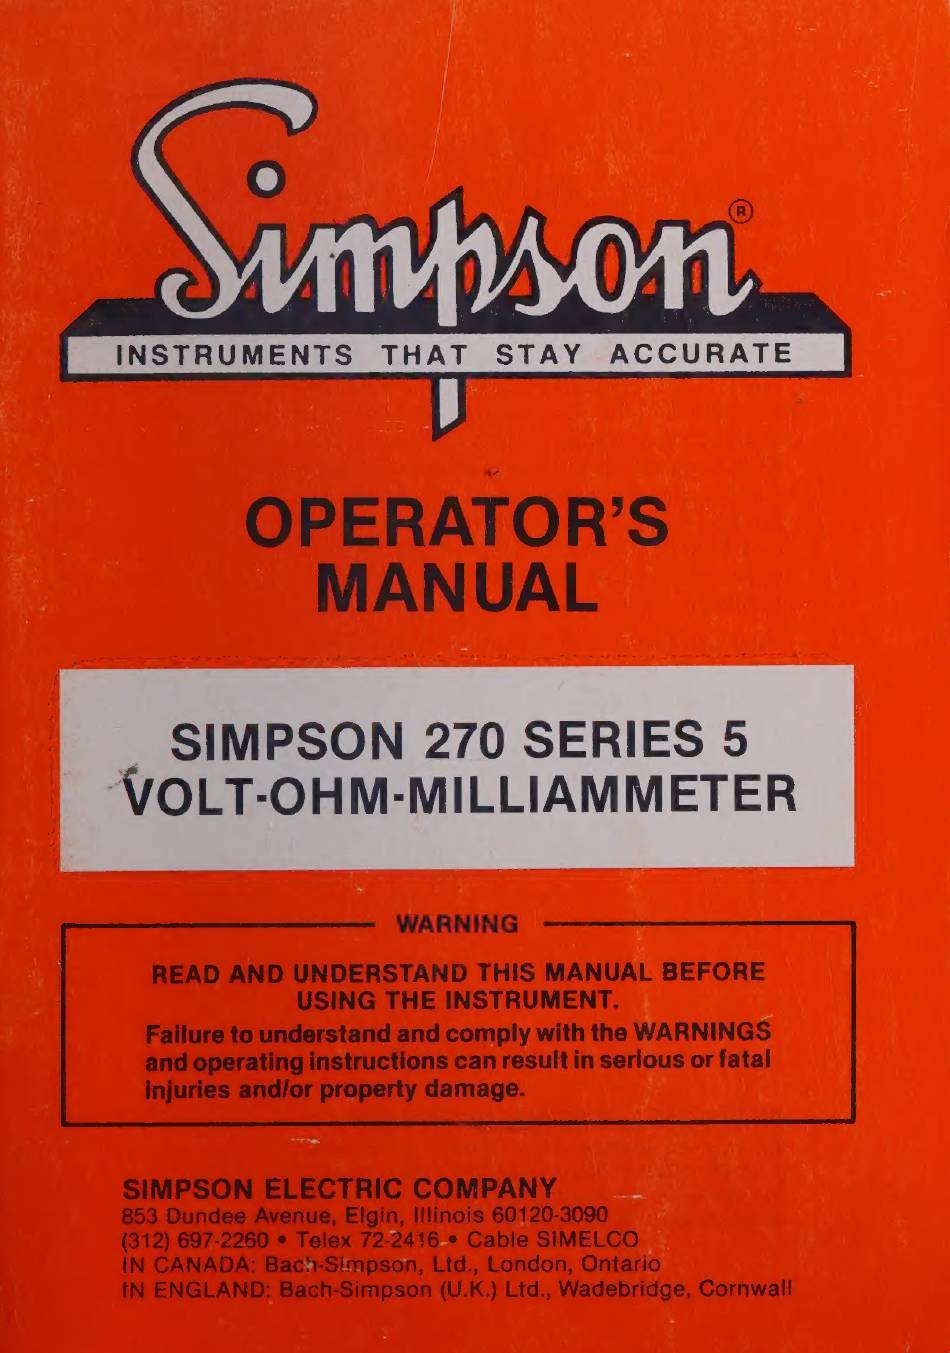 Simpson®
INSTRUMENTS THAT STAY ACCURATE
OPERATOR'S
MANUAL
SIMPSON 270 SERIES 5
VOLT-OHM-MILLIAMMETER
WARNING
READ AND UNDERSTAND THIS MANUAL BEFORE
USING THE INSTRUMENT.
Failure to understand and comply with the WARNINGS
and operating instructions can result in serious or fatal
injuries and/or property damage.
SIMPSON ELECTRIC COMPANY
853 Dundee Avenue, Elgin, Illinois 60120-3090
(312) 697-2260 • Telex 72-2416 • Cable SIMELCO
IN CANADA: Bach-Simpson, Ltd., London, Ontario
IN ENGLAND: Bach-Simpson (U.K.) Ltd., Wadebridge, Cornwall